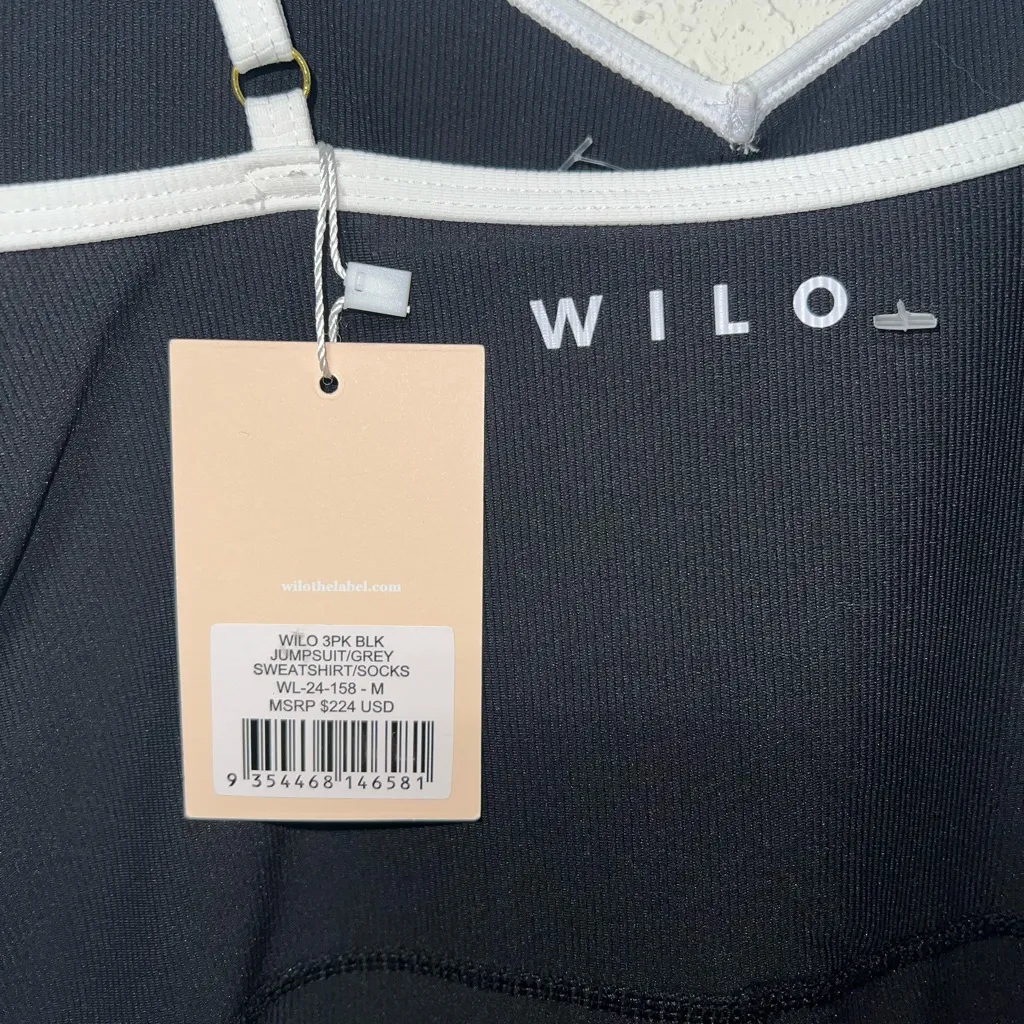 WILO
wilothelabel.com
WILO 3PK BLK
JUMPSUIT/GREY
SWEATSHIRT/SOCKS
WL-24-158 - M
MSRP $224 USD
9 354468 146581